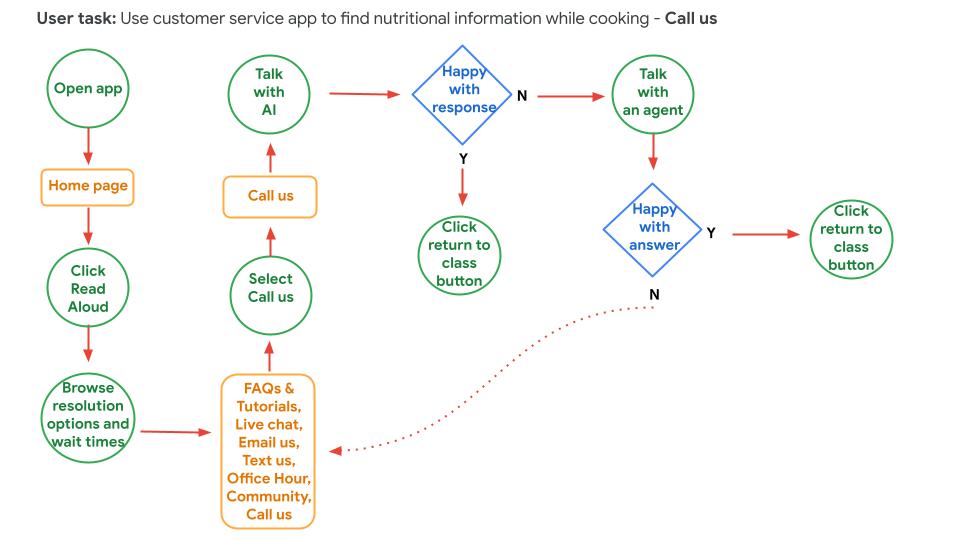 User task: Use customer service app to find nutritional information while cooking - Call us
Open app
Home page
Click
Read
Aloud
Browse
resolution
options and
wait times
FAQs &
Tutorials,
Live chat,
Email us,
Text us,
Office Hour,
Community,
Call us
Select
Call us
Call us
Talk
with
AI
Happy
with
response
N
Y
Click
return to
class
button
Talk
with
an agent
Happy
with
answer
Y
N
Click
return to
class
button